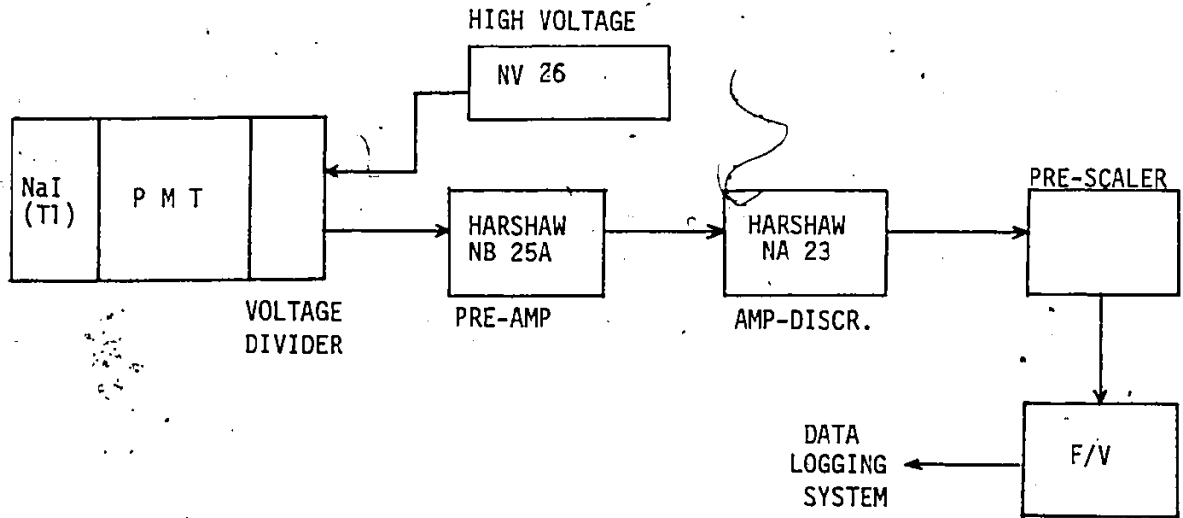 HIGH VOLTAGE
NV 26
NaI
(Tl)
P M T
VOLTAGE
DIVIDER
HARSHAW
NB 25A
PRE-AMP
HARSHAW
NA 23
AMP-DISCR.
PRE-SCALER
F/V
DATA
LOGGING
SYSTEM